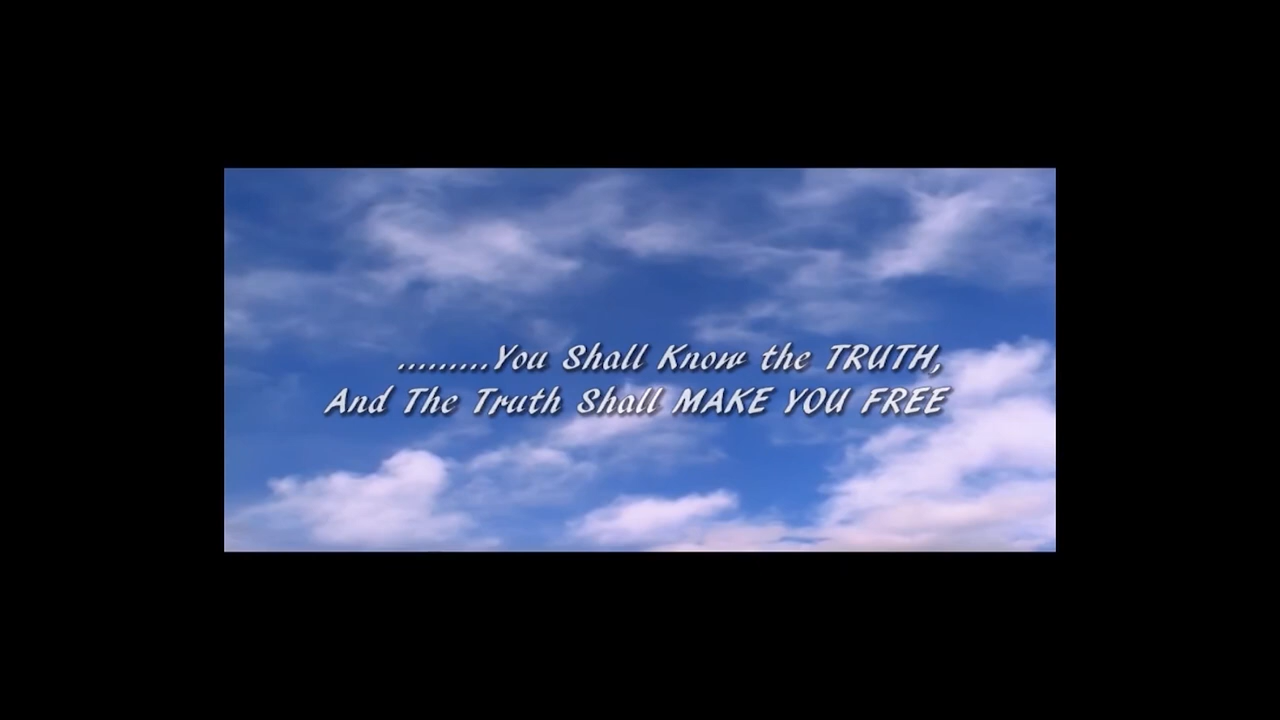 .........You Shall Know the TRUTH,
And The Truth Shall MAKE YOU FREE